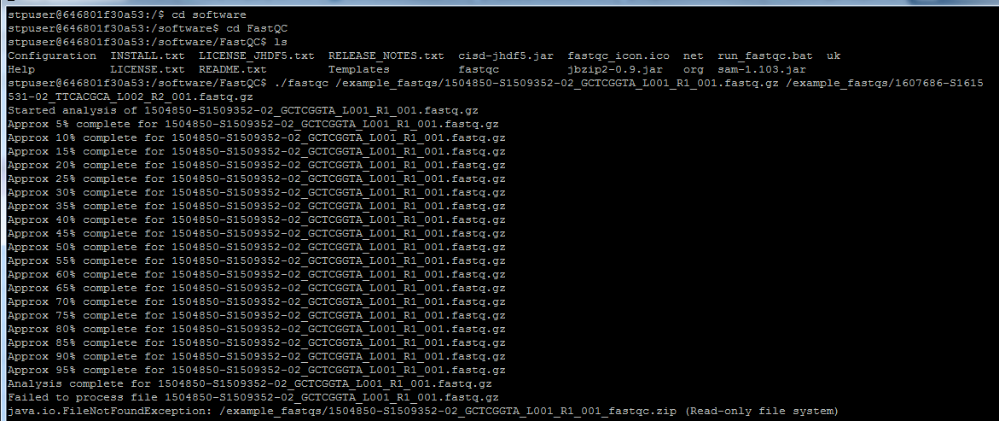 stpuser@646801f30a53:/$ cd software
stpuser@646801f30a53:/software$ cd FastQC
stpuser@646801f30a53:/software/FastQC$ ls
Configuration  INSTALL.txt  LICENSE_JHDF5.txt  RELEASE_NOTES.txt  cisd-jhdf5.jar  fastqc_icon.ico  net  run_fastqc.bat  uk
Help           LICENSE.txt  README.txt         Templates          fastqc          jbzip2-0.9.jar   org  sam-1.103.jar
stpuser@646801f30a53:/software/FastQC$ ./fastqc /example_fastqs/1504850-S1509352-02_GCTCGGTA_L001_R1_001.fastq.gz /example_fastqs/1607686-S1615
531-02_TTCACGCA_L002_R2_001.fastq.gz
Started analysis of 1504850-S1509352-02_GCTCGGTA_L001_R1_001.fastq.gz
Approx 5% complete for 1504850-S1509352-02_GCTCGGTA_L001_R1_001.fastq.gz
Approx 10% complete for 1504850-S1509352-02_GCTCGGTA_L001_R1_001.fastq.gz
Approx 15% complete for 1504850-S1509352-02_GCTCGGTA_L001_R1_001.fastq.gz
Approx 20% complete for 1504850-S1509352-02_GCTCGGTA_L001_R1_001.fastq.gz
Approx 25% complete for 1504850-S1509352-02_GCTCGGTA_L001_R1_001.fastq.gz
Approx 30% complete for 1504850-S1509352-02_GCTCGGTA_L001_R1_001.fastq.gz
Approx 35% complete for 1504850-S1509352-02_GCTCGGTA_L001_R1_001.fastq.gz
Approx 40% complete for 1504850-S1509352-02_GCTCGGTA_L001_R1_001.fastq.gz
Approx 45% complete for 1504850-S1509352-02_GCTCGGTA_L001_R1_001.fastq.gz
Approx 50% complete for 1504850-S1509352-02_GCTCGGTA_L001_R1_001.fastq.gz
Approx 55% complete for 1504850-S1509352-02_GCTCGGTA_L001_R1_001.fastq.gz
Approx 60% complete for 1504850-S1509352-02_GCTCGGTA_L001_R1_001.fastq.gz
Approx 65% complete for 1504850-S1509352-02_GCTCGGTA_L001_R1_001.fastq.gz
Approx 70% complete for 1504850-S1509352-02_GCTCGGTA_L001_R1_001.fastq.gz
Approx 75% complete for 1504850-S1509352-02_GCTCGGTA_L001_R1_001.fastq.gz
Approx 80% complete for 1504850-S1509352-02_GCTCGGTA_L001_R1_001.fastq.gz
Approx 85% complete for 1504850-S1509352-02_GCTCGGTA_L001_R1_001.fastq.gz
Approx 90% complete for 1504850-S1509352-02_GCTCGGTA_L001_R1_001.fastq.gz
Approx 95% complete for 1504850-S1509352-02_GCTCGGTA_L001_R1_001.fastq.gz
Analysis complete for 1504850-S1509352-02_GCTCGGTA_L001_R1_001.fastq.gz
Failed to process file 1504850-S1509352-02_GCTCGGTA_L001_R1_001.fastq.gz
java.io.FileNotFoundException: /example_fastqs/1504850-S1509352-02_GCTCGGTA_L001_R1_001_fastqc.zip (Read-only file system)